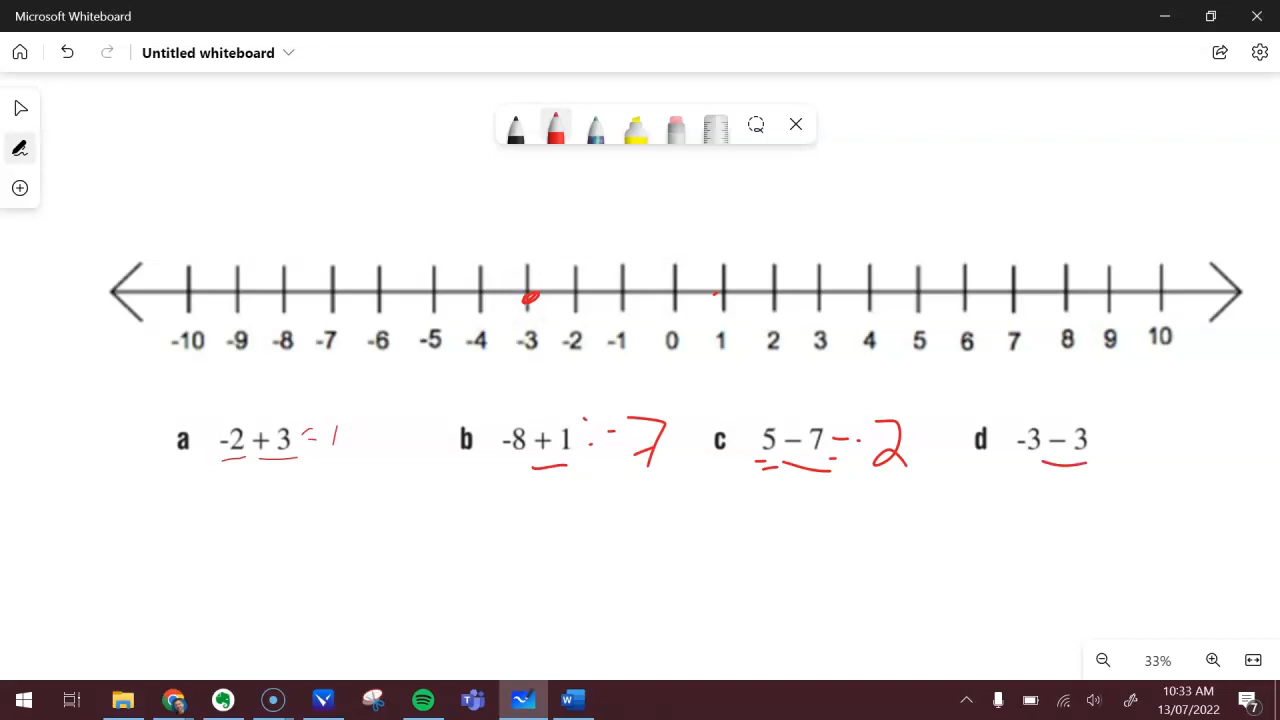 Microsoft Whiteboard
Untitled whiteboard
-10 -9 -8 -7 -6 -5 -4 -3 -2 -1 0 1 2 3 4 5 6 7 8 9 10
a -2 + 3 = 1 b -8 + 1 = -7 c 5 – 7 = -2 d -3 – 3
33%
10:33 AM
13/07/2022
7